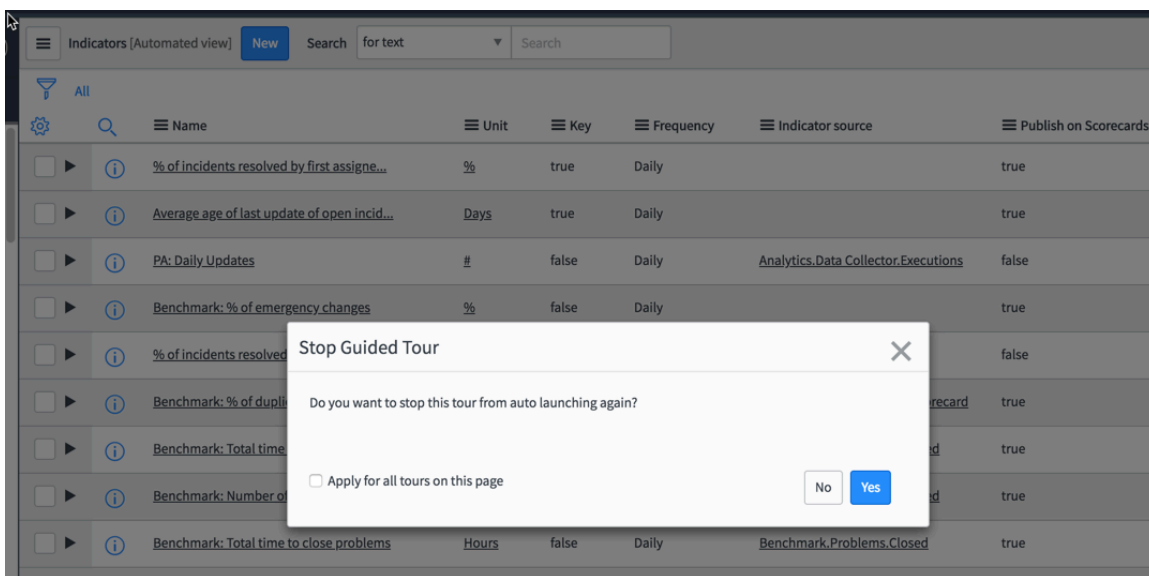 Indicators [Automated view] New Search for text Search
All
Name Unit Key Frequency Indicator source Publish on Scorecards
% of incidents resolved by first assigne... % true Daily true
Average age of last update of open incid... Days true Daily true
PA: Daily Updates # false Daily Analytics.Data Collector.Executions false
Benchmark: % of emergency changes % false Daily true
Stop Guided Tour
% of incidents resolved false
Do you want to stop this tour from auto launching again?
Benchmark: % of dupli recard true
Benchmark: Total time d true
Apply for all tours on this page No Yes
Benchmark: Number of d true
Benchmark: Total time to close problems Hours false Daily Benchmark.Problems.Closed true